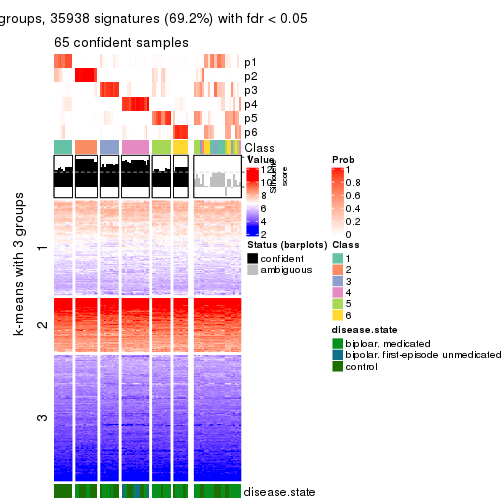 groups, 35938 signatures (69.2%) with fdr < 0.05
65 confident samples
p1
p2
p3
p4
p5
p6
Class
Silhouette score
k-means with 3 groups
1
2
3
Value
12
10
8
6
4
2
Prob
1
0.8
0.6
0.4
0.2
0
Status (barplots)
confident
ambiguous
Class
1
2
3
4
5
6
disease.state
biploar. medicated
bipolar. first-episode unmedicated
control
disease.state